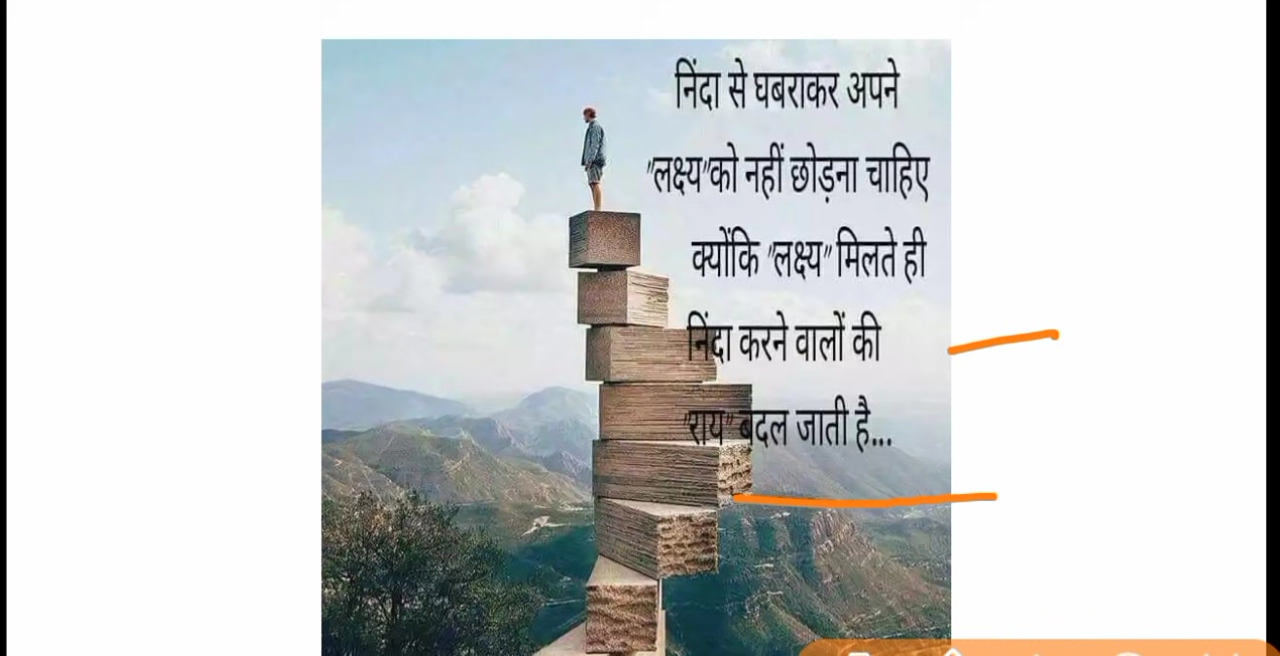 निंदा से घबराकर अपने
"लक्ष्य"को नहीं छोड़ना चाहिए
क्योंकि "लक्ष्य" मिलते ही
निंदा करने वालों की
"राय" बदल जाती है...